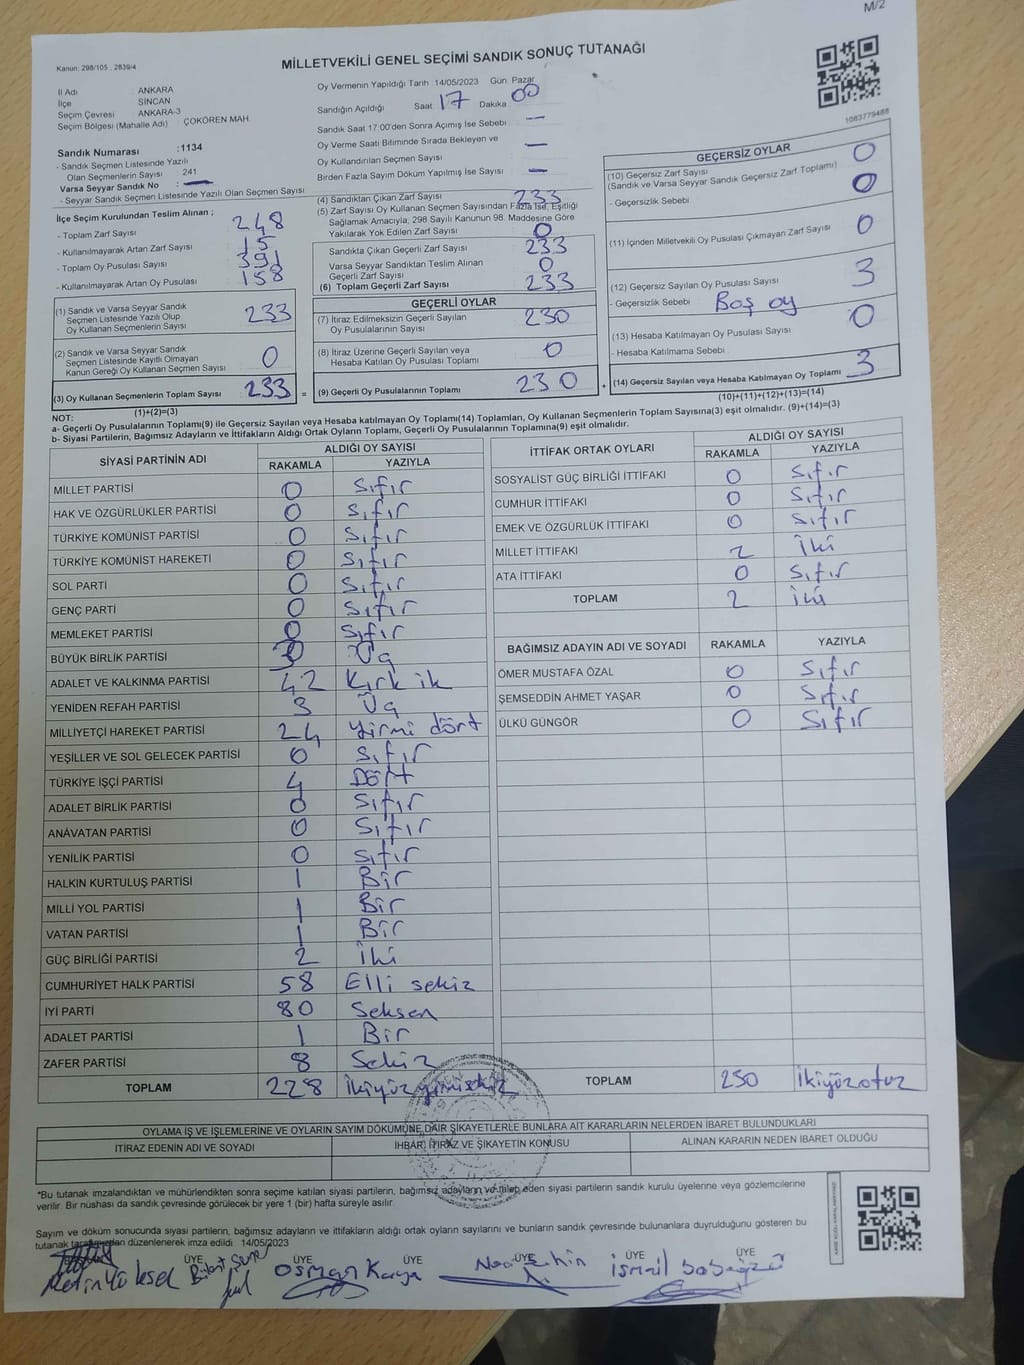 M/2
Kanun: 298/105 , 2839/4
MİLLETVEKİLİ GENEL SEÇİMİ SANDIK SONUÇ TUTANAĞI
İl Adı : ANKARA
İlçe SİNCAN
Seçim Çevresi ANKARA-3
Seçim Bölgesi (Mahalle Adı) : ÇOKÖREN MAH.
Sandık Numarası :1134
- Sandık Seçmen Listesinde Yazılı
Olan Seçmenlerin Sayısı : 241
Varsa Seyyar Sandık No : —
- Seyyar Sandık Seçmen Listesinde Yazılı Olan Seçmen Sayısı
Oy Vermenin Yapıldığı Tarih 14/05/2023 Gün Pazar
Sandığın Açıldığı Saat 17 Dakika 00
Sandık Saat 17:00'den Sonra Açımış İse Sebebi —
Oy Verme Saati Bitiminde Sırada Bekleyen ve
Oy Kullandırılan Seçmen Sayısı —
Birden Fazla Sayım Döküm Yapılmış İse Sayısı —
1083779488
İlçe Seçim Kurulundan Teslim Alınan ;
- Toplam Zarf Sayısı 248
- Kullanılmayarak Artan Zarf Sayısı 15
- Toplam Oy Pusulası Sayısı 391
- Kullanılmayarak Artan Oy Pusulası 158
(1) Sandık ve Varsa Seyyar Sandık
Seçmen Listesinde Yazılı Olup
Oy Kullanan Seçmenlerin Sayısı 233
(2) Sandık ve Varsa Seyyar Sandık
Seçmen Listesinde Kayıtlı Olmayan
Kanun Gereği Oy Kullanan Seçmen Sayısı 0
(3) Oy Kullanan Seçmenlerin Toplam Sayısı 233 =
(1)+(2)=(3)
(4) Sandıktan Çıkan Zarf Sayısı 233
(5) Zarf Sayısı Oy Kullanan Seçmen Sayısından Fazla İse, Eşitliği
Sağlamak Amacıyla, 298 Sayılı Kanunun 98. Maddesine Göre
Yakılarak Yok Edilen Zarf Sayısı 0
Sandıkta Çıkan Geçerli Zarf Sayısı 233
Varsa Seyyar Sandıktan Teslim Alınan
Geçerli Zarf Sayısı 0
(6) Toplam Geçerli Zarf Sayısı 233
GEÇERLİ OYLAR
(7) İtiraz Edilmeksizin Geçerli Sayılan
Oy Pusulalarının Sayısı 230
(8) İtiraz Üzerine Geçerli Sayılan veya
Hesaba Katılan Oy Pusulası Toplamı 0
(9) Geçerli Oy Pusulalarının Toplamı 230 +
GEÇERSİZ OYLAR
(10) Geçersiz Zarf Sayısı 0
(Sandık ve Varsa Seyyar Sandık Geçersiz Zarf Toplamı) 0
- Geçersizlik Sebebi
(11) İçinden Milletvekili Oy Pusulası Çıkmayan Zarf Sayısı 0
(12) Geçersiz Sayılan Oy Pusulası Sayısı 3
- Geçersizlik Sebebi Boş oy
(13) Hesaba Katılmayan Oy Pusulası Sayısı 0
- Hesaba Katılmama Sebebi
(14) Geçersiz Sayılan veya Hesaba Katılmayan Oy Toplamı 3
(10)+(11)+(12)+(13)=(14)
NOT:
a- Geçerli Oy Pusulalarının Toplamı(9) ile Geçersiz Sayılan veya Hesaba katılmayan Oy Toplamı(14) Toplamları, Oy Kullanan Seçmenlerin Toplam Sayısına(3) eşit olmalıdır. (9)+(14)=(3)
b- Siyasi Partilerin, Bağımsız Adayların ve İttifakların Aldığı Ortak Oyların Toplamı, Geçerli Oy Pusulalarının Toplamına(9) eşit olmalıdır.
SİYASİ PARTİNİN ADI ALDIĞI OY SAYISI
RAKAMLA YAZIYLA
MİLLET PARTİSİ 0 Sıfır
HAK VE ÖZGÜRLÜKLER PARTİSİ 0 Sıfır
TÜRKİYE KOMÜNİST PARTİSİ 0 Sıfır
TÜRKİYE KOMÜNİST HAREKETİ 0 Sıfır
SOL PARTİ 0 Sıfır
GENÇ PARTİ 0 Sıfır
MEMLEKET PARTİSİ 0 Sıfır
BÜYÜK BİRLİK PARTİSİ 3 Üç
ADALET VE KALKINMA PARTİSİ 42 Kırk ik
YENİDEN REFAH PARTİSİ 3 Üç
MİLLİYETÇİ HAREKET PARTİSİ 24 yirmi dört
YEŞİLLER VE SOL GELECEK PARTİSİ 0 Sıfır
TÜRKİYE İŞÇİ PARTİSİ 4 Dört
ADALET BİRLİK PARTİSİ 0 Sıfır
ANAVATAN PARTİSİ 0 Sıfır
YENİLİK PARTİSİ 0 Sıfır
HALKIN KURTULUŞ PARTİSİ 1 Bir
MİLLİ YOL PARTİSİ 1 Bir
VATAN PARTİSİ 1 Bir
GÜÇ BİRLİĞİ PARTİSİ 2 İki
CUMHURİYET HALK PARTİSİ 58 Elli sekiz
İYİ PARTİ 80 Seksen
ADALET PARTİSİ 1 Bir
ZAFER PARTİSİ 8 Sekiz
TOPLAM 228 İkiyüz yirmisekiz
İTTİFAK ORTAK OYLARI ALDIĞI OY SAYISI
RAKAMLA YAZIYLA
SOSYALİST GÜÇ BİRLİĞİ İTTİFAKI 0 Sıfır
CUMHUR İTTİFAKI 0 Sıfır
EMEK VE ÖZGÜRLÜK İTTİFAKI 0 Sıfır
MİLLET İTTİFAKI 2 İki
ATA İTTİFAKI 0 Sıfır
TOPLAM 2 İki
BAĞIMSIZ ADAYIN ADI VE SOYADI RAKAMLA YAZIYLA
ÖMER MUSTAFA ÖZAL 0 Sıfır
ŞEMSEDDİN AHMET YAŞAR 0 Sıfır
ÜLKÜ GÜNGÖR 0 Sıfır
TOPLAM 230 İkiyüzotuz
OYLAMA İŞ VE İŞLEMLERİNE VE OYLARIN SAYIM DÖKÜMÜNE DAİR ŞİKAYETLERLE BUNLARA AİT KARARLARIN NELERDEN İBARET BULUNDUKLARI
İTİRAZ EDENİN ADI VE SOYADI İHBAR, İTİRAZ VE ŞİKAYETİN KONUSU ALINAN KARARIN NEDEN İBARET OLDUĞU
*Bu tutanak imzalandıktan ve mühürlendikten sonra seçime katılan siyasi partilerin, bağımsız adayların ve talep eden siyasi partilerin sandık kurulu üyelerine veya gözlemcilerine
verilir. Bir nüshası da sandık çevresinde görülecek bir yere 1 (bir) hafta süreyle asılır.
Sayım ve döküm sonucunda siyasi partilerin, bağımsız adayların ve ittifakların aldığı ortak oyların sayılarını ve bunların sandık çevresinde bulunanlara duyrulduğunu gösteren bu
tutanak tarafımızdan düzenlenerek imza edildi. 14/05/2023
ÜYE ÜYE ÜYE ÜYE ÜYE ÜYE
Metin Yüksel Osman Karya İsmail